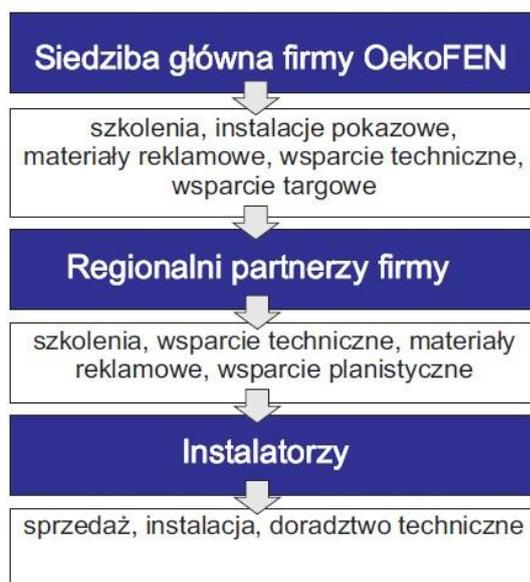 Siedziba główna firmy OekoFEN
szkolenia, instalacje pokazowe,
materiały reklamowe, wsparcie techniczne,
wsparcie targowe
Regionalni partnerzy firmy
szkolenia, wsparcie techniczne, materiały
reklamowe, wsparcie planistyczne
Instalatorzy
sprzedaż, instalacja, doradztwo techniczne